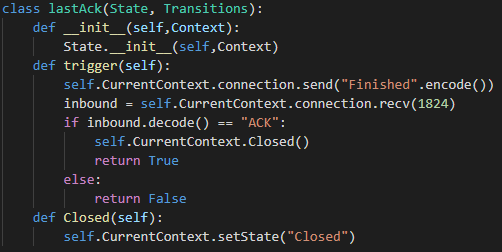 class lastAck(State, Transitions):
    def __init__(self,Context):
        State.__init__(self,Context)
    def trigger(self):
        self.CurrentContext.connection.send("Finished".encode())
        inbound = self.CurrentContext.connection.recv(1824)
        if inbound.decode() == "ACK":
            self.CurrentContext.Closed()
            return True
        else:
            return False
    def Closed(self):
        self.CurrentContext.setState("Closed")